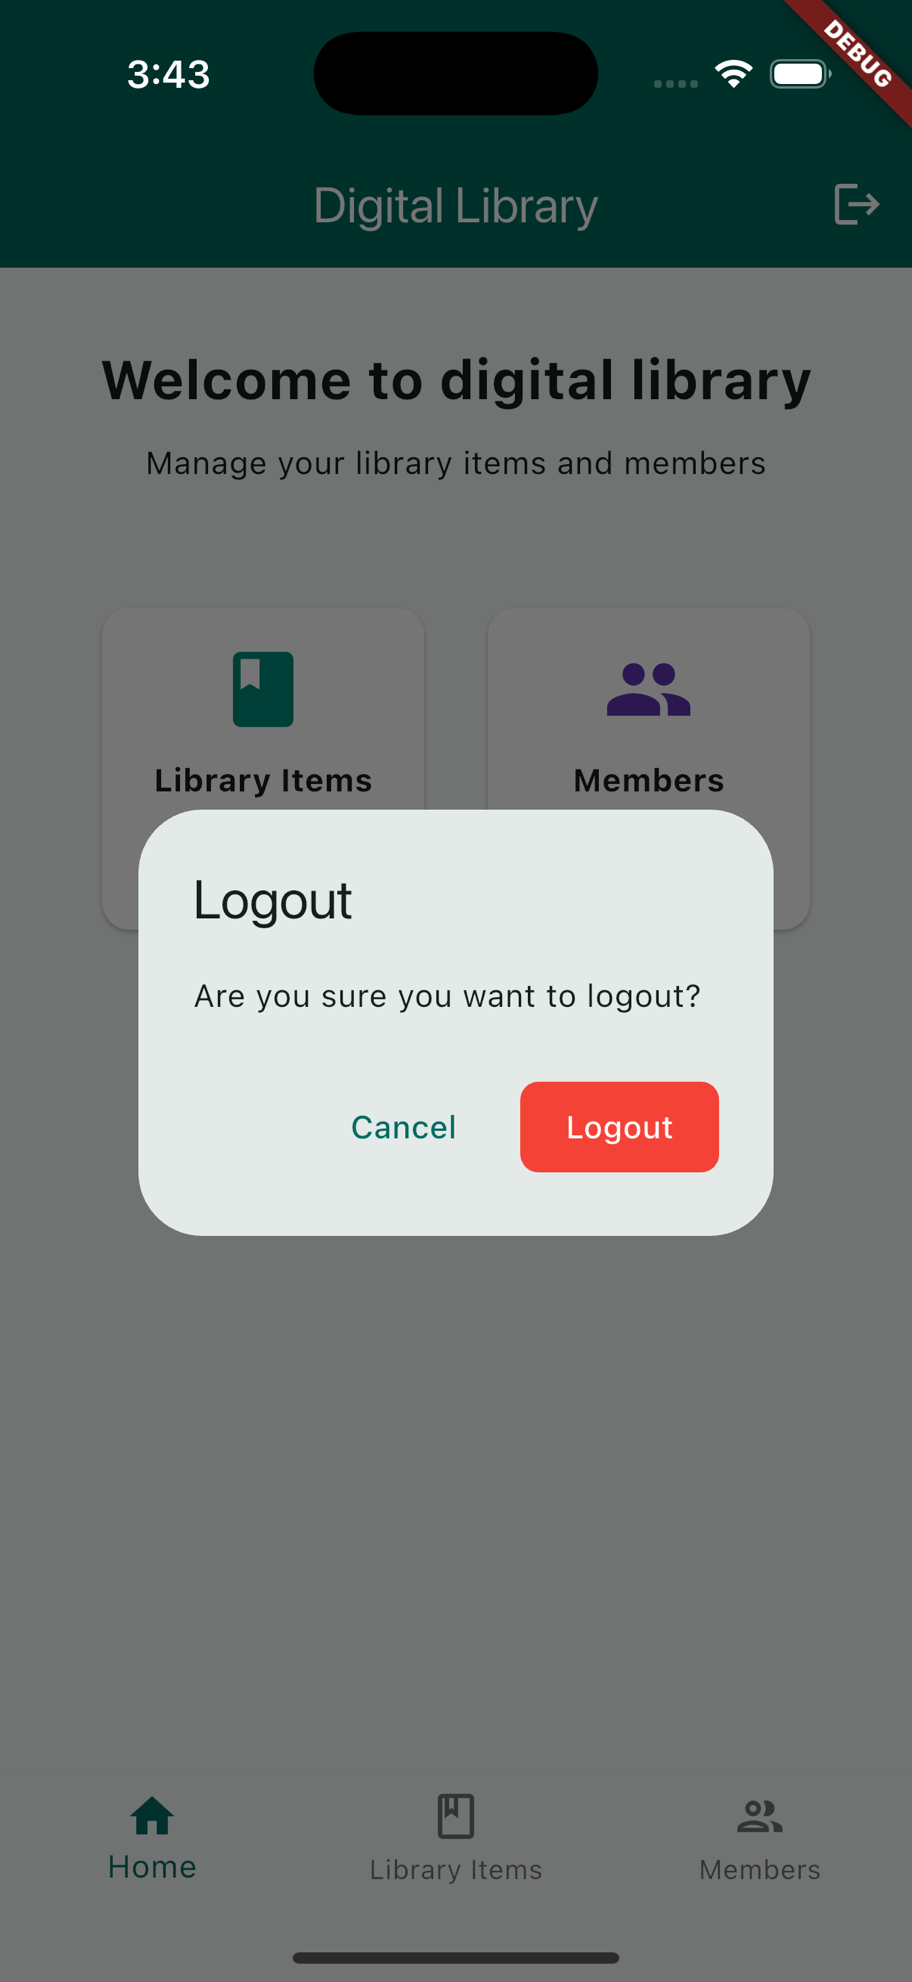 3:43
DEBUG
Digital Library
Welcome to digital library
Manage your library items and members
Library Items
Members
Logout
Are you sure you want to logout?
Cancel
Logout
Home
Library Items
Members